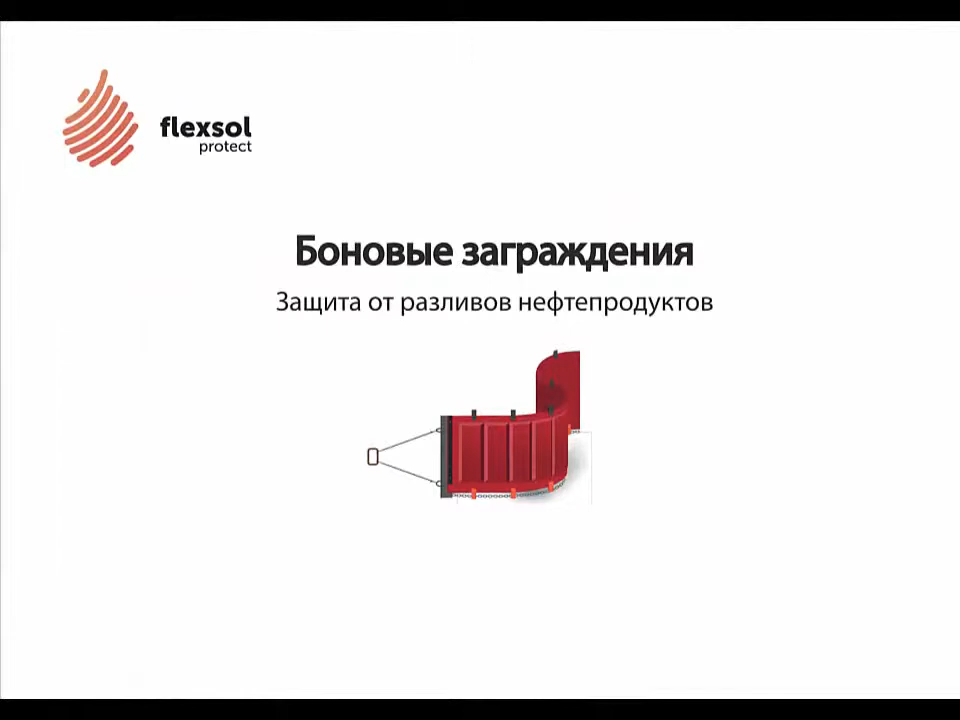 flexsol
protect
Боновые заграждения
Защита от разливов нефтепродуктов